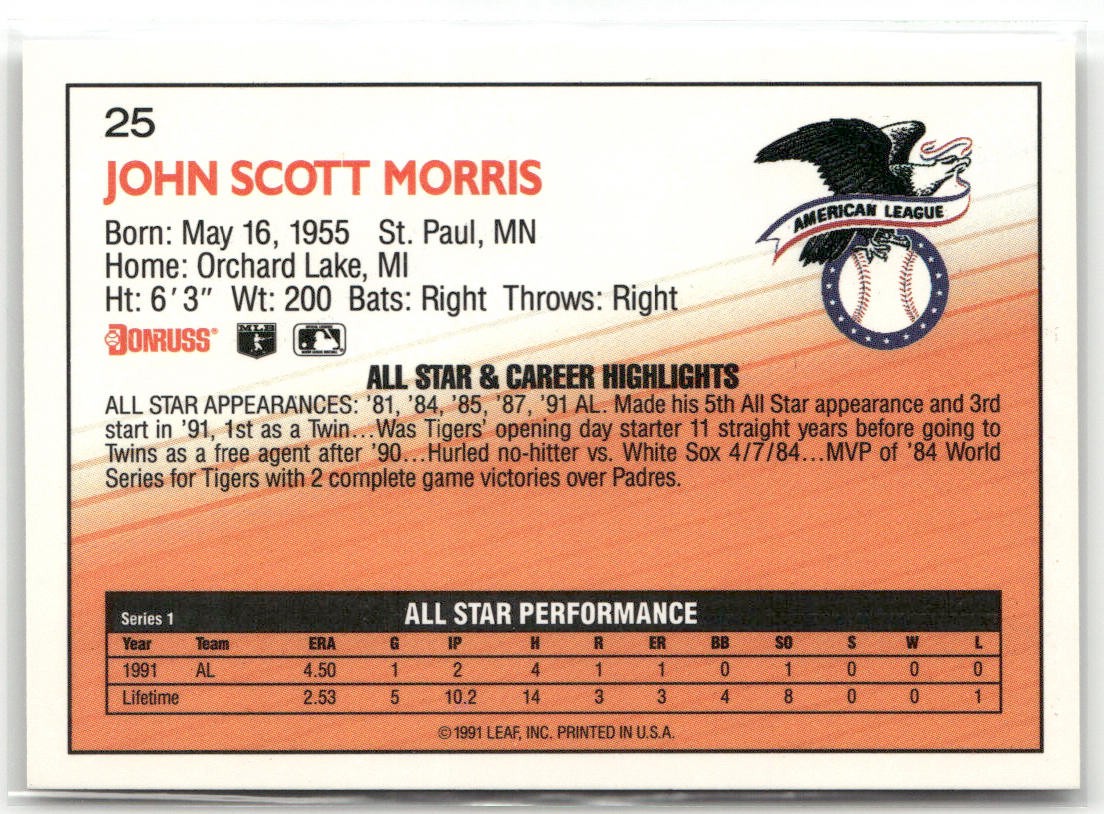 25
JOHN SCOTT MORRIS
Born: May 16, 1955 St. Paul, MN
Home: Orchard Lake, MI
Ht: 6'3" Wt: 200 Bats: Right Throws: Right
AMERICAN LEAGUE
DONRUSS® MLB
ALL STAR & CAREER HIGHLIGHTS
ALL STAR APPEARANCES: '81, '84, '85, '87, '91 AL. Made his 5th All Star appearance and 3rd
start in '91, 1st as a Twin...Was Tigers' opening day starter 11 straight years before going to
Twins as a free agent after '90...Hurled no-hitter vs. White Sox 4/7/84...MVP of '84 World
Series for Tigers with 2 complete game victories over Padres.
Series 1 ALL STAR PERFORMANCE
Year Team ERA G IP H R ER BB SO S W L
1991 AL 4.50 1 2 4 1 1 0 1 0 0 0
Lifetime 2.53 5 10.2 14 3 3 4 8 0 0 1
©1991 LEAF, INC. PRINTED IN U.S.A.